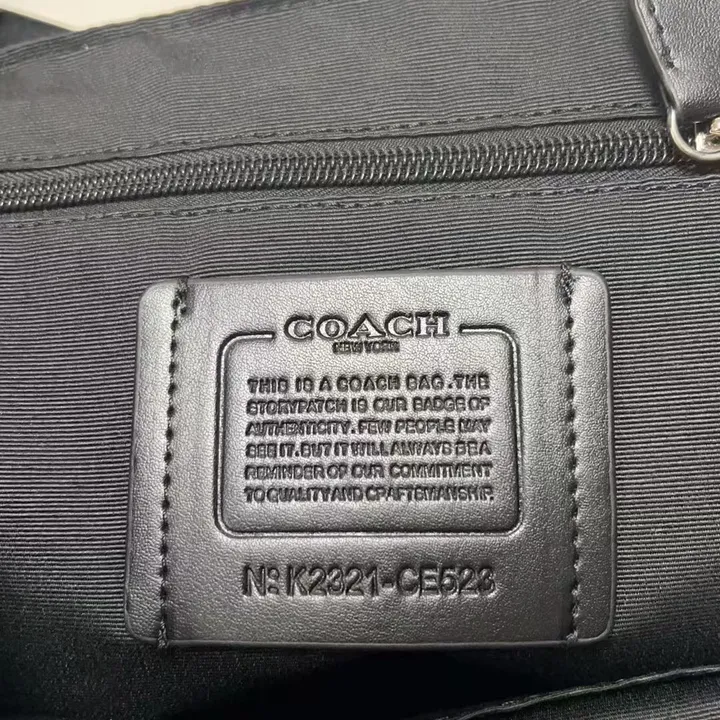 COACH
NEW YORK
THIS IS A COACH BAG.THE
STORYPATCH IS OUR BADGE OF
AUTHENTICITY. FEW PEOPLE MAY
SEE IT.BUT IT WILL ALWAYS BE A
REMINDER OF OUR COMMITMENT
TO QUALITY AND CRAFTSMANSHIP.
Nº: K2321-CE523